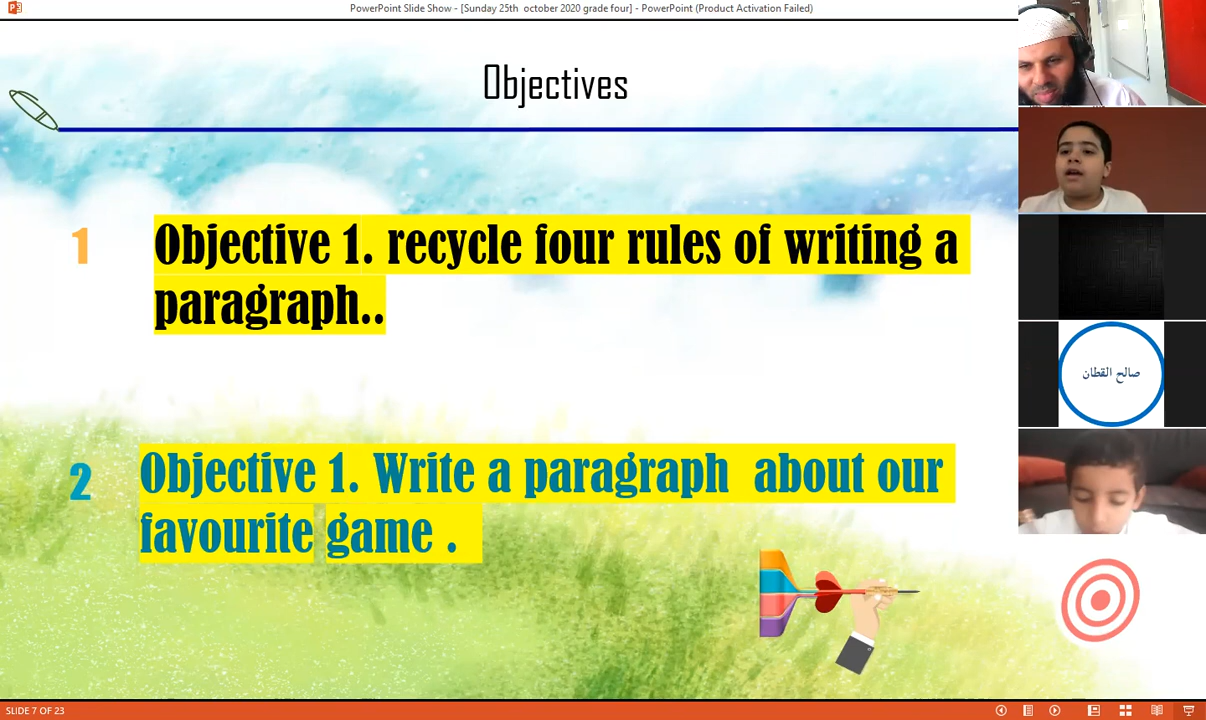 PowerPoint Slide Show - [Sunday 25th october 2020 grade four] - PowerPoint (Product Activation Failed)
Objectives
1
Objective 1. recycle four rules of writing a
paragraph..
2
Objective 1. Write a paragraph about our
favourite game .
صالح القطان
SLIDE 7 OF 23